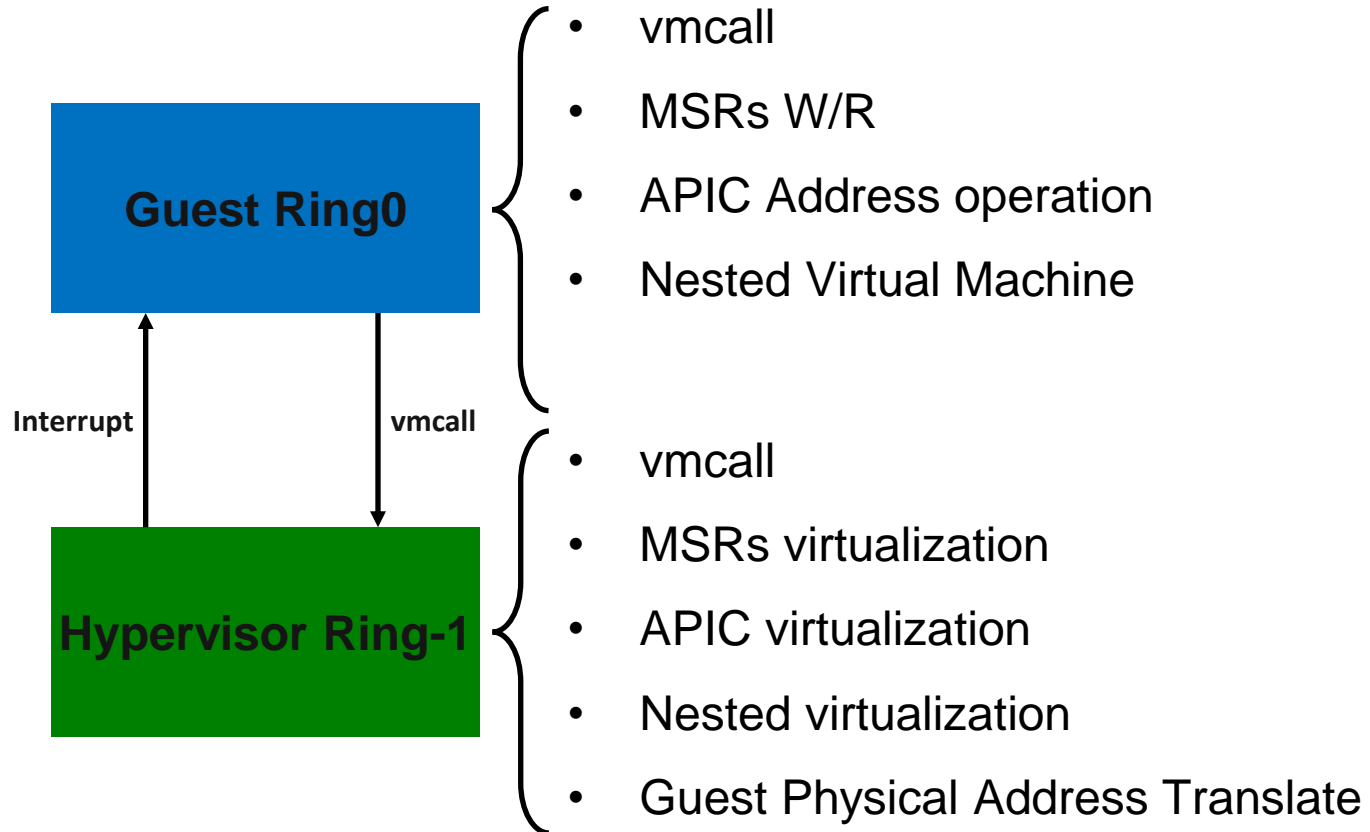 • vmcall
• MSRs W/R
• APIC Address operation
• Nested Virtual Machine
Guest Ring0
Interrupt
vmcall
Hypervisor Ring-1
• vmcall
• MSRs virtualization
• APIC virtualization
• Nested virtualization
• Guest Physical Address Translate